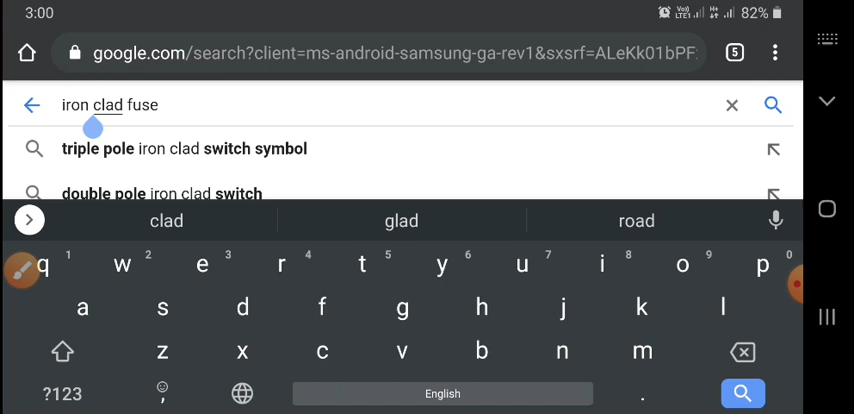 3:00
Vo) LTE1 H+ 82%
google.com/search?client=ms-android-samsung-ga-rev1&sxsrf=ALeKk01bPF
5
iron clad fuse
triple pole iron clad switch symbol
double pole iron clad switch
clad glad road
q 1 w 2 e 3 r 4 t 5 y 6 u 7 i 8 o 9 p 0
a s d f g h j k l
z x c v b n m
?123 , English .